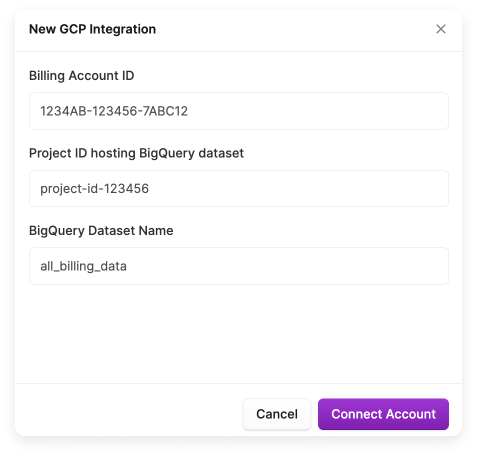 New GCP Integration
Billing Account ID
1234AB-123456-7ABC12
Project ID hosting BigQuery dataset
project-id-123456
BigQuery Dataset Name
all_billing_data
Cancel
Connect Account